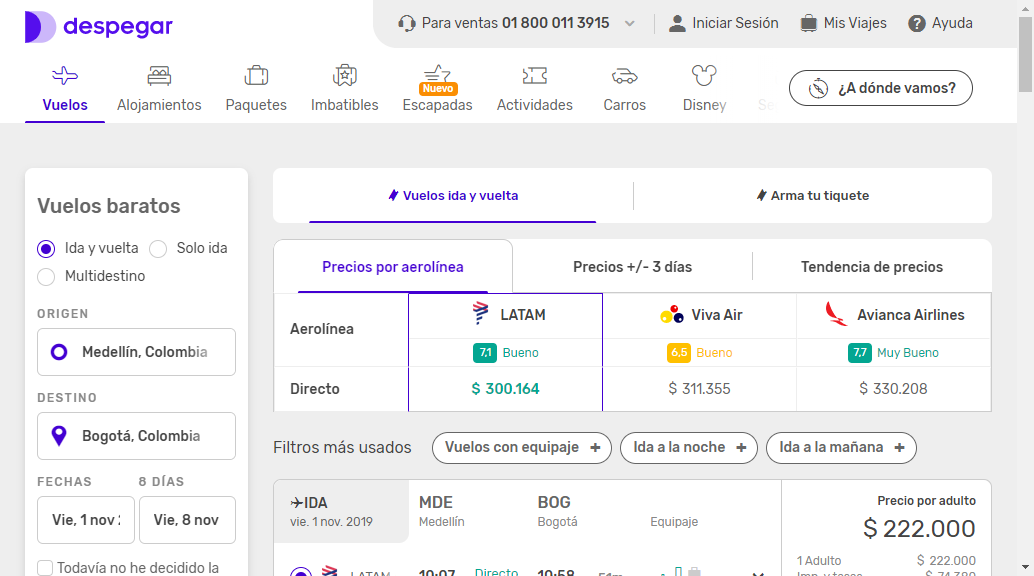 despegar
Para ventas 01 800 011 3915
Iniciar Sesión
Mis Viajes
Ayuda
Vuelos
Alojamientos
Paquetes
Imbatibles
Nuevo
Escapadas
Actividades
Carros
Disney
¿A dónde vamos?
Vuelos baratos
Ida y vuelta
Solo ida
Multidestino
ORIGEN
Medellín, Colombia
DESTINO
Bogotá, Colombia
FECHAS
8 DÍAS
Vie, 1 nov
Vie, 8 nov
Todavía no he decidido la
Vuelos ida y vuelta
Arma tu tiquete
Precios por aerolínea
Precios +/- 3 días
Tendencia de precios
Aerolínea
LATAM
Viva Air
Avianca Airlines
7,1 Bueno
6,5 Bueno
7,7 Muy Bueno
Directo
$ 300.164
$ 311.355
$ 330.208
Filtros más usados
Vuelos con equipaje +
Ida a la noche +
Ida a la mañana +
IDA
vie. 1 nov. 2019
MDE
Medellín
BOG
Bogotá
Equipaje
LATAM
10:07
Directo
10:58
51m
Precio por adulto
$ 222.000
1 Adulto
$ 222.000
Imp. y tasas
$ 74.380